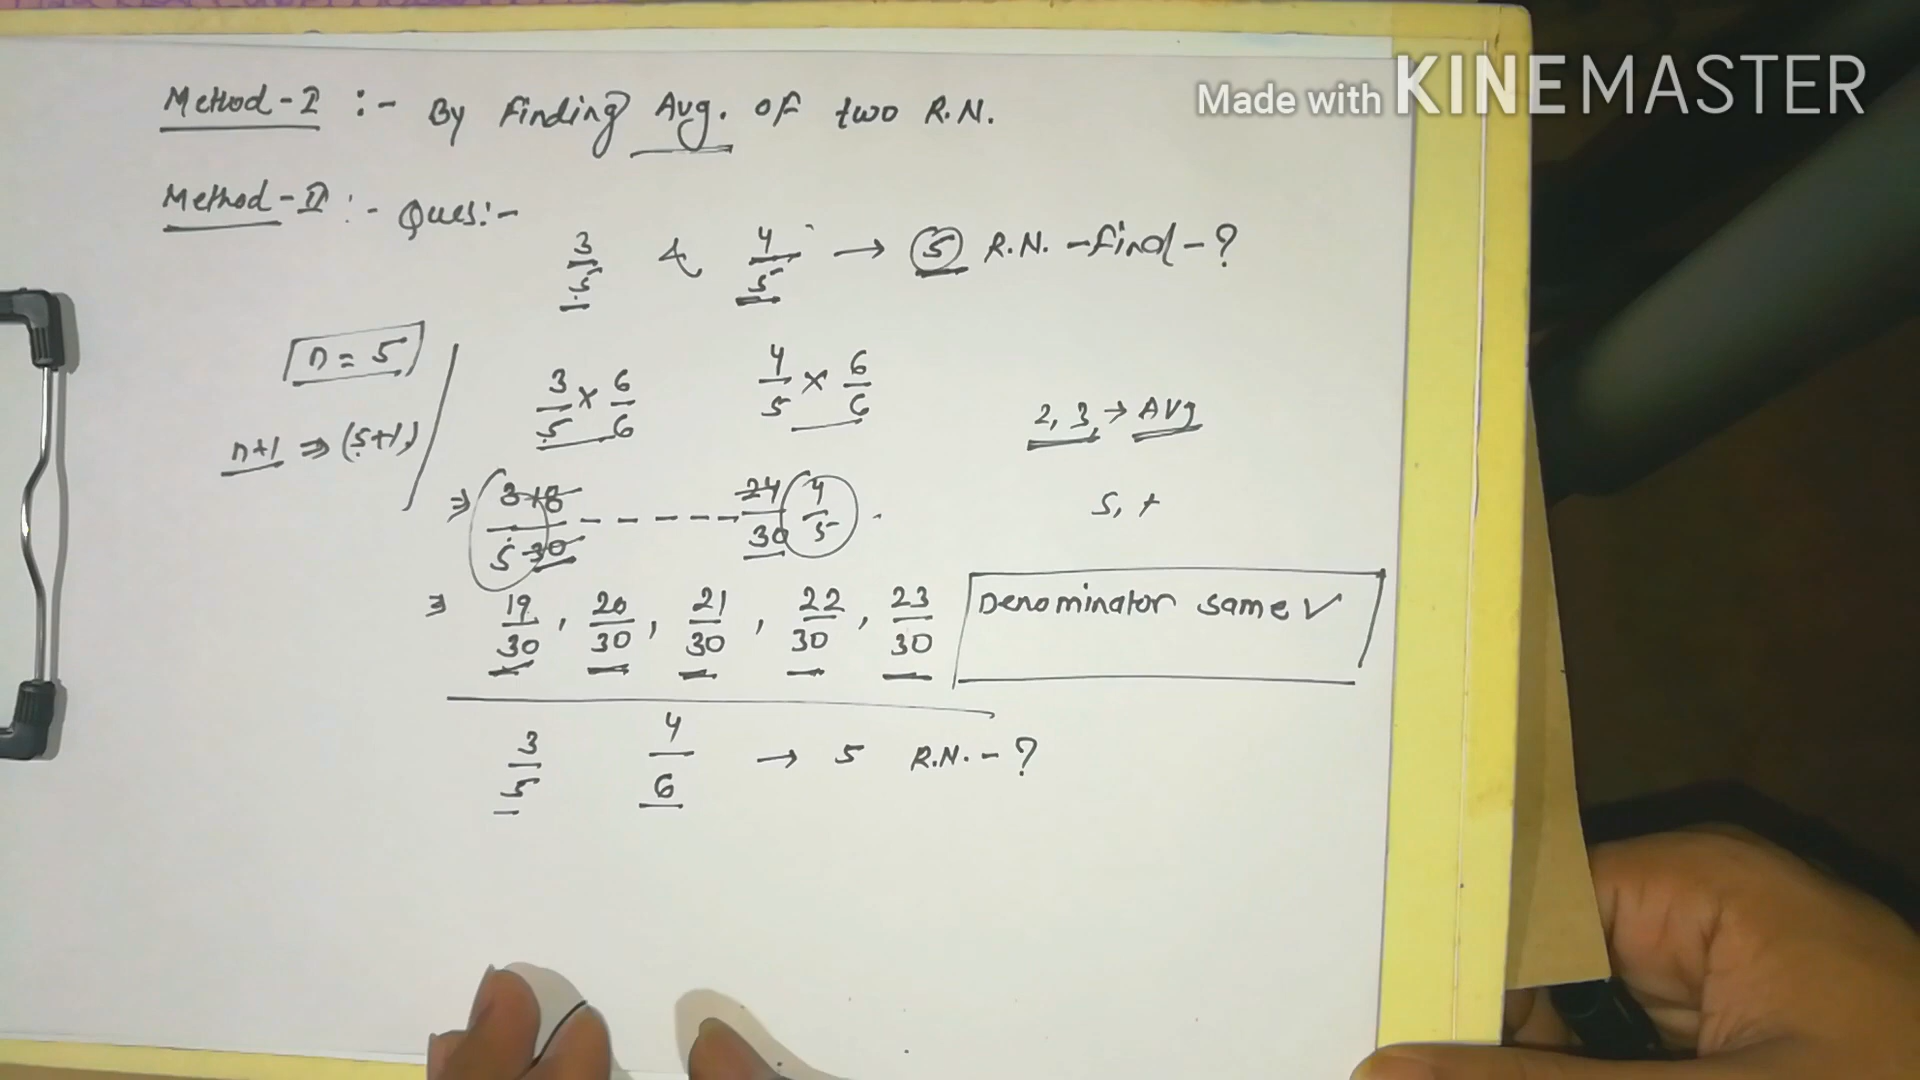 Made with KINEMASTER
Method-I :- By Finding Avg. of two R.N.
Method-II :- Ques:-
3/5 & 4/5 → 5 R.N. -find-?
n = 5
n+1 ⇒ (5+1)
3/5 × 6/6 4/5 × 6/6
2, 3, → Avg
⇒ 3 18 / 5 30 ------ 24/30 4/5 .
5, +
⇒ 19/30 , 20/30 , 21/30 , 22/30 , 23/30
Denominator same ✓
3/5 4/6 → 5 R.N. - ?